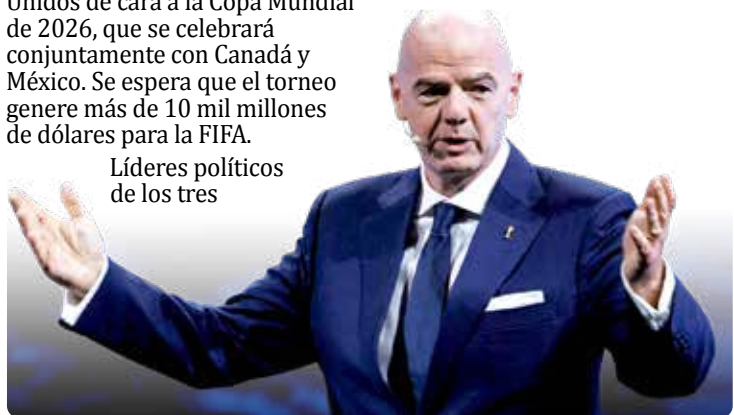 Unidos de cara a la Copa Mundial
de 2026, que se celebrará
conjuntamente con Canadá y
México. Se espera que el torneo
genere más de 10 mil millones
de dólares para la FIFA.
Líderes políticos
de los tres